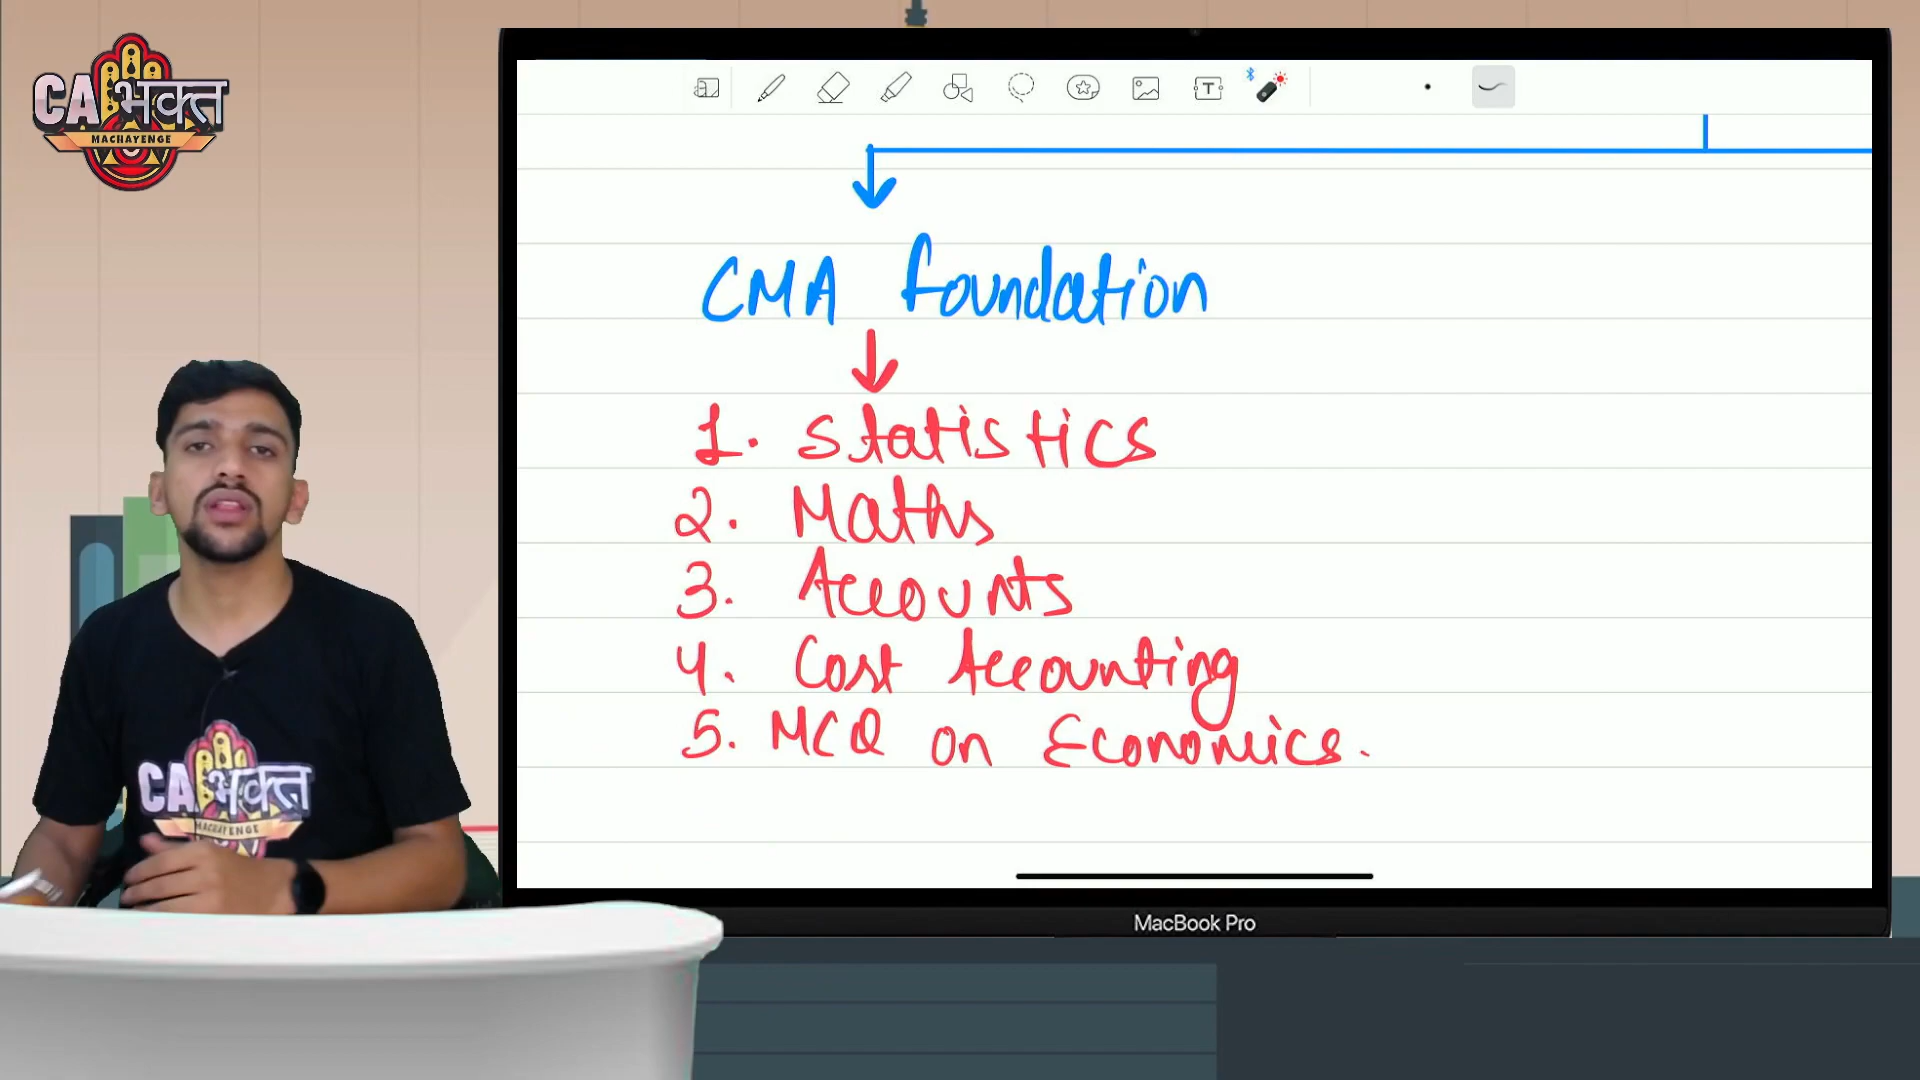 CA भक्त
MACHAYENGE
T
CMA foundation
1. Statistics
2. Maths
3. Accounts
4. Cost Accounting
5. MCQ on Economics.
CA भक्त
MACHAYENGE
MacBook Pro